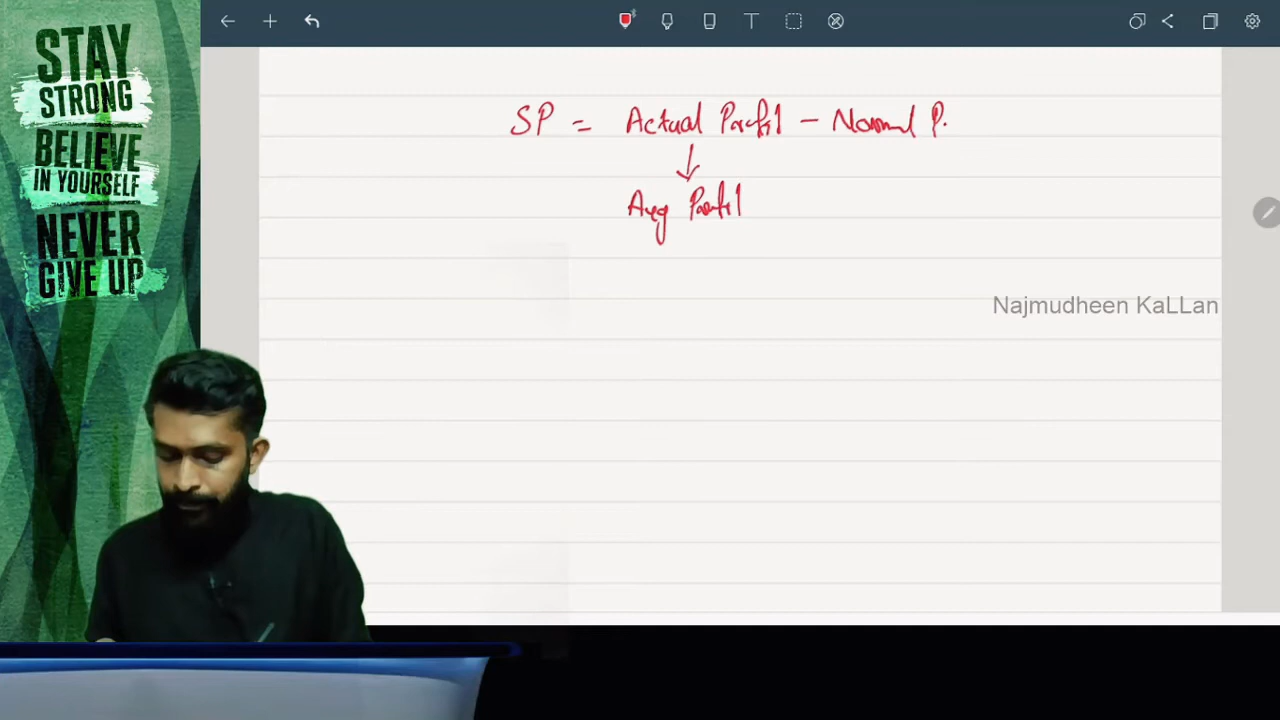 STAY
STRONG
BELIEVE
IN YOURSELF
NEVER
GIVE UP
SP = Actual Profit - Normal P.
↓
Avg Profit
Najmudheen KaLLan